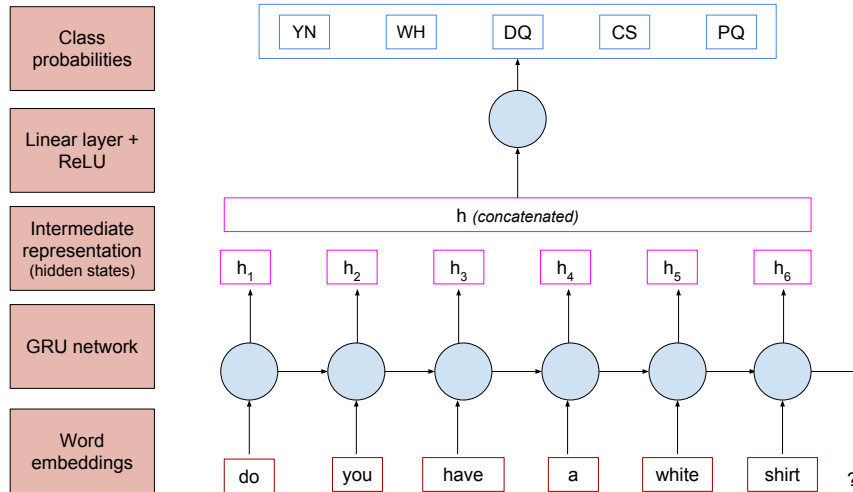 Class
probabilities
YN WH DQ CS PQ
Linear layer +
ReLU
h (concatenated)
Intermediate
representation
(hidden states)
h1 h2 h3 h4 h5 h6
GRU network
Word
embeddings
do you have a white shirt ?